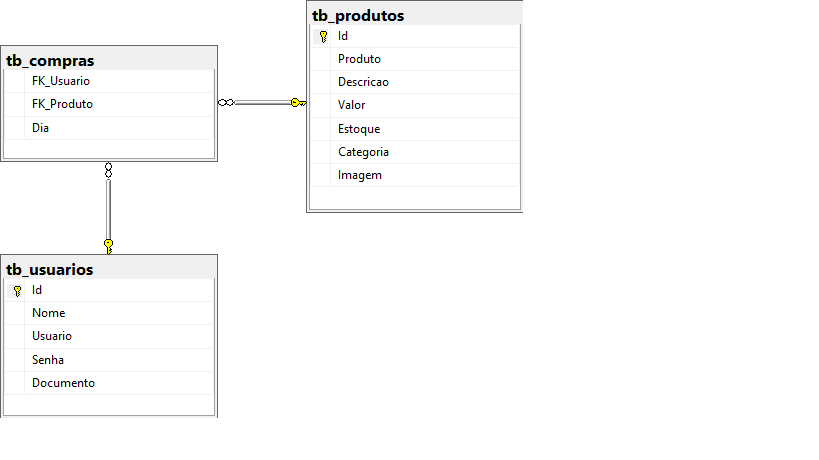 tb_produtos
Id
Produto
Descricao
Valor
Estoque
Categoria
Imagem
tb_compras
FK_Usuario
FK_Produto
Dia
tb_usuarios
Id
Nome
Usuario
Senha
Documento